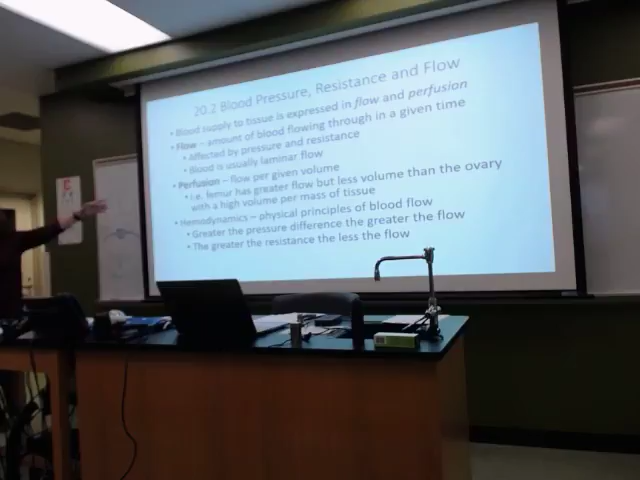 20.2 Blood Pressure, Resistance and Flow
• Blood supply to tissue is expressed in flow and perfusion
• Flow – amount of blood flowing through in a given time
• Affected by pressure and resistance
• Blood is usually laminar flow
• Perfusion – flow per given volume
• i.e. femur has greater flow but less volume than the ovary
with a high volume per mass of tissue
• Hemodynamics – physical principles of blood flow
• Greater the pressure difference the greater the flow
• The greater the resistance the less the flow